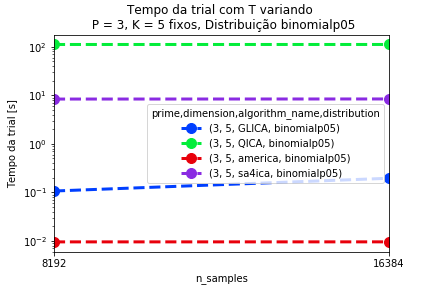 Tempo da trial com T variando
P = 3, K = 5 fixos, Distribuição binomialp05
Tempo da trial [s]
10²
10¹
10⁰
10⁻¹
10⁻²
prime,dimension,algorithm_name,distribution
(3, 5, GLICA, binomialp05)
(3, 5, QICA, binomialp05)
(3, 5, america, binomialp05)
(3, 5, sa4ica, binomialp05)
8192
16384
n_samples